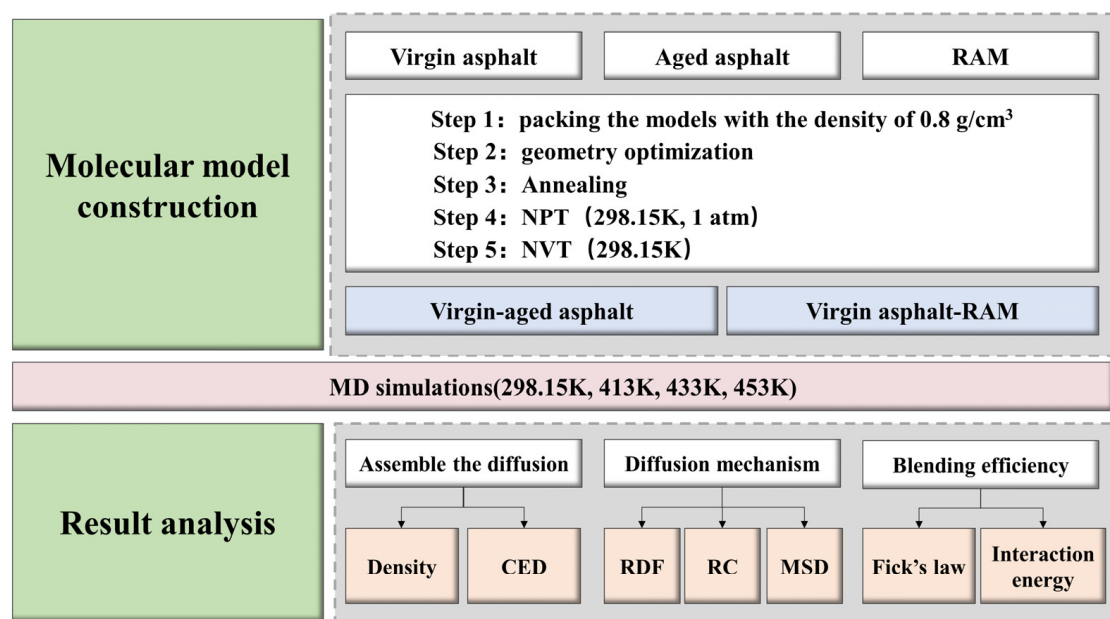 Molecular model
construction
Virgin asphalt
Aged asphalt
RAM
Step 1：packing the models with the density of 0.8 g/cm³
Step 2：geometry optimization
Step 3：Annealing
Step 4：NPT（298.15K, 1 atm）
Step 5：NVT（298.15K）
Virgin-aged asphalt
Virgin asphalt-RAM
MD simulations(298.15K, 413K, 433K, 453K)
Result analysis
Assemble the diffusion
Diffusion mechanism
Blending efficiency
Density
CED
RDF
RC
MSD
Fick's law
Interaction
energy